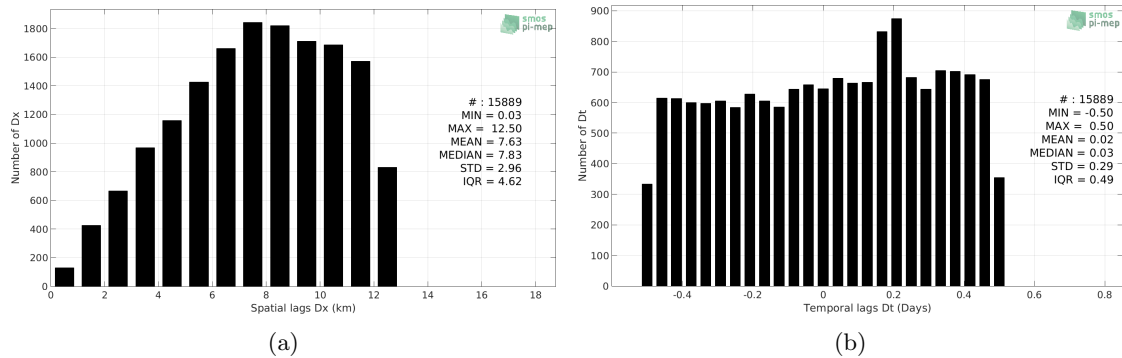 smos
pi-mep
1800
1600
1400
1200
1000
800
600
400
200
0
Number of Dx
# : 15889
MIN = 0.03
MAX = 12.50
MEAN = 7.63
MEDIAN = 7.83
STD = 2.96
IQR = 4.62
0 2 4 6 8 10 12 14 16 18
Spatial lags Dx (km)
(a)
smos
pi-mep
900
800
700
600
500
400
300
200
100
0
Number of Dt
# : 15889
MIN = -0.50
MAX = 0.50
MEAN = 0.02
MEDIAN = 0.03
STD = 0.29
IQR = 0.49
-0.4 -0.2 0 0.2 0.4 0.6 0.8
Temporal lags Dt (Days)
(b)